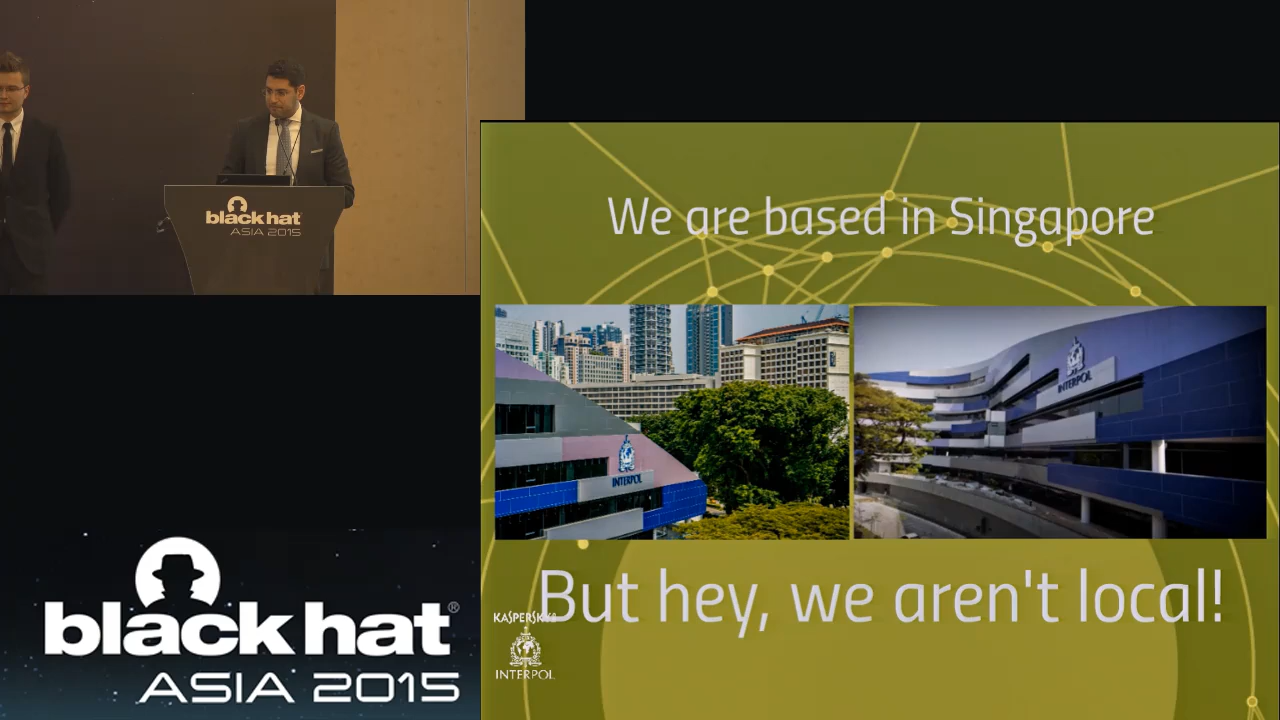 black hat
ASIA 2015
We are based in Singapore
INTERPOL
INTERPOL
But hey, we aren't local!
KASPERSKY
INTERPOL
black hat®
ASIA 2015